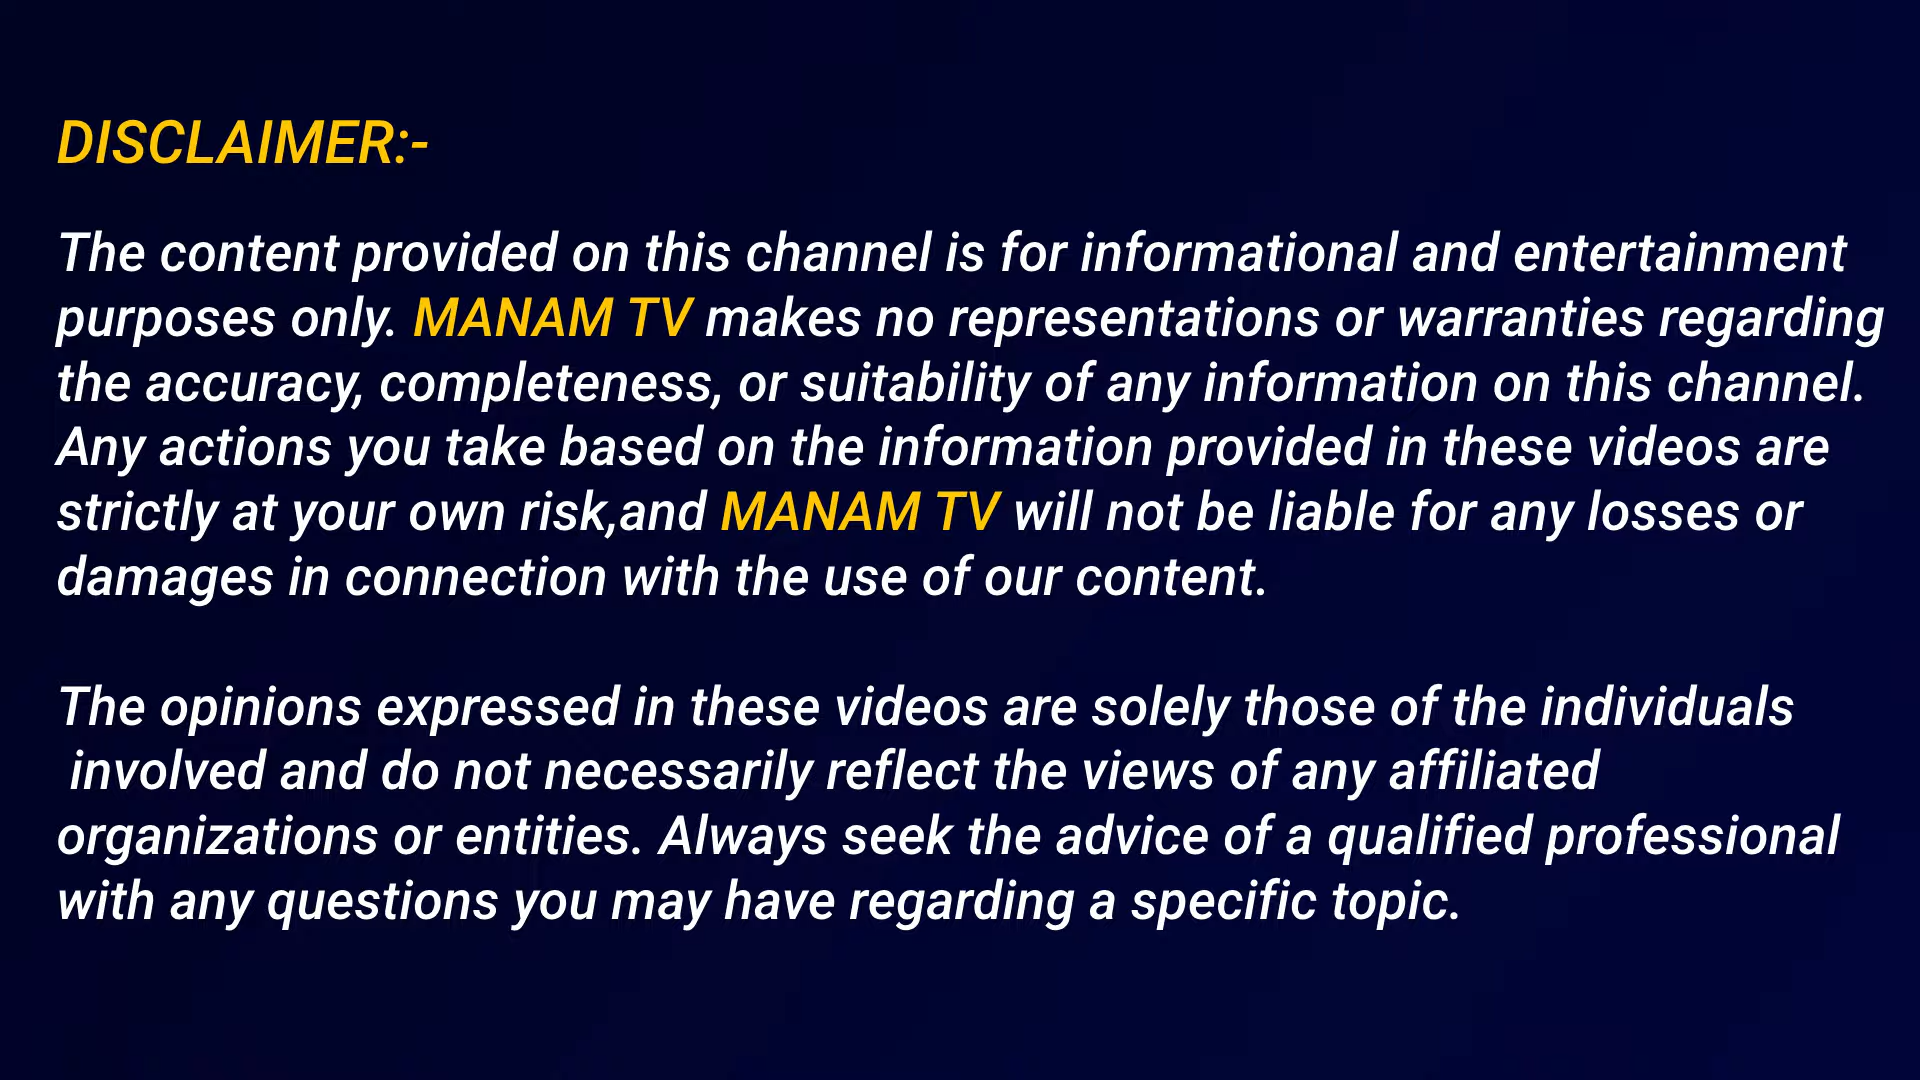 DISCLAIMER:-
The content provided on this channel is for informational and entertainment
purposes only. MANAM TV makes no representations or warranties regarding
the accuracy, completeness, or suitability of any information on this channel.
Any actions you take based on the information provided in these videos are
strictly at your own risk,and MANAM TV will not be liable for any losses or
damages in connection with the use of our content.
The opinions expressed in these videos are solely those of the individuals
involved and do not necessarily reflect the views of any affiliated
organizations or entities. Always seek the advice of a qualified professional
with any questions you may have regarding a specific topic.